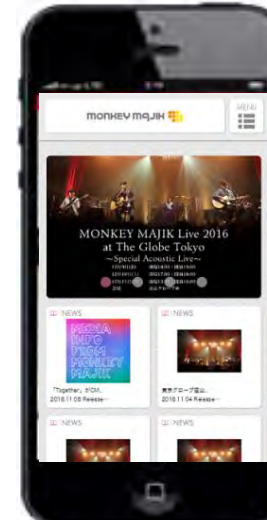 MONKEY MAJIK
MENU
MONKEY MAJIK Live 2016
at The Globe Tokyo
~Special Acoustic Live~
NEWS
NEWS
MEDIA
INFO
FROM
MONKEY
MAJIK
「Together」がCM、
2016.11.08 Release
東京グローブ座公…
2016.11.04 Release
NEWS
NEWS